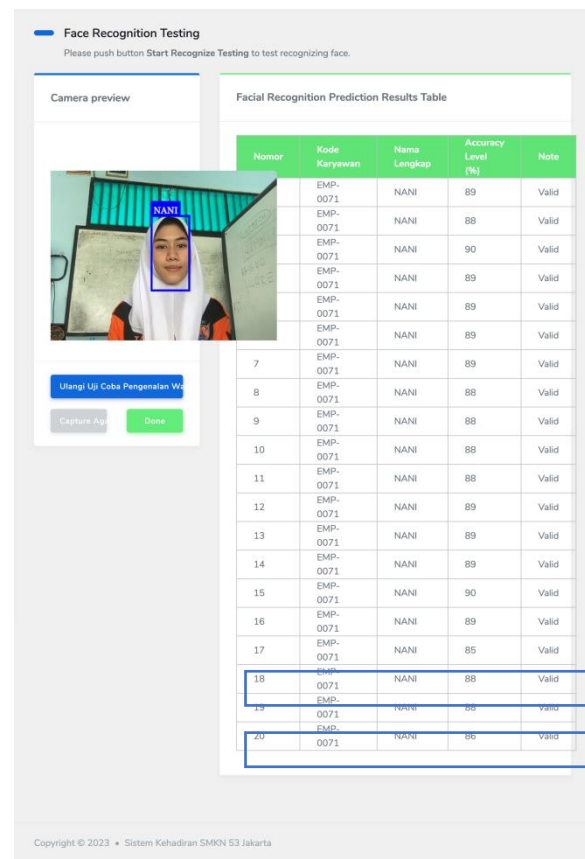 Face Recognition Testing
Please push button Start Recognize Testing to test recognizing face.
Camera preview
NANI
Ulangi Uji Coba Pengenalan Wa
Capture Aga
Done
Facial Recognition Prediction Results Table
Nomor Kode Karyawan Nama Lengkap Accuracy Level (%) Note
EMP-0071 NANI 89 Valid
EMP-0071 NANI 88 Valid
EMP-0071 NANI 90 Valid
EMP-0071 NANI 89 Valid
EMP-0071 NANI 89 Valid
EMP-0071 NANI 89 Valid
7 EMP-0071 NANI 89 Valid
8 EMP-0071 NANI 88 Valid
9 EMP-0071 NANI 88 Valid
10 EMP-0071 NANI 88 Valid
11 EMP-0071 NANI 88 Valid
12 EMP-0071 NANI 89 Valid
13 EMP-0071 NANI 89 Valid
14 EMP-0071 NANI 89 Valid
15 EMP-0071 NANI 90 Valid
16 EMP-0071 NANI 89 Valid
17 EMP-0071 NANI 85 Valid
18 EMP-0071 NANI 88 Valid
19 EMP-0071 NANI 88 Valid
20 EMP-0071 NANI 86 Valid
Copyright © 2023 • Sistem Kehadiran SMKN 53 Jakarta